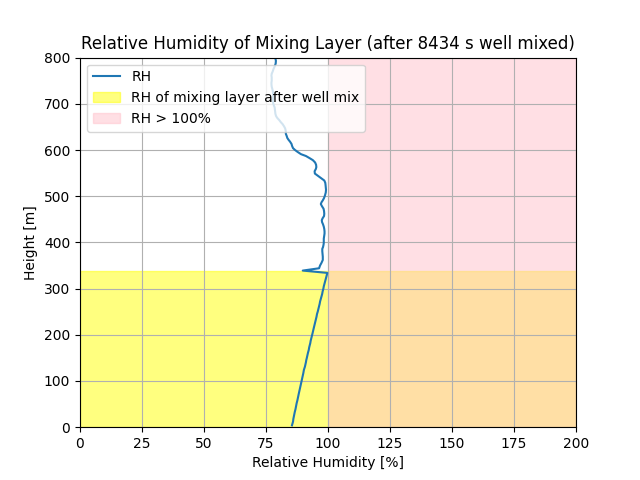 Relative Humidity of Mixing Layer (after 8434 s well mixed)
800
700
600
500
400
300
200
100
0
Height [m]
RH
RH of mixing layer after well mix
RH > 100%
0 25 50 75 100 125 150 175 200
Relative Humidity [%]